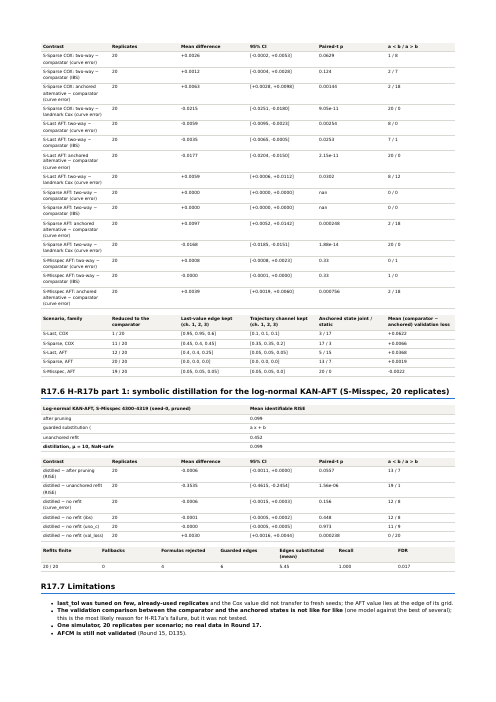 Contrast Replicates Mean difference 95% CI Paired-t p a < b / a > b
S-Sparse COX: two-way − comparator (curve error) 20 +0.0026 [-0.0002, +0.0053] 0.0629 1 / 8
S-Sparse COX: two-way − comparator (IBS) 20 +0.0012 [-0.0004, +0.0028] 0.124 2 / 7
S-Sparse COX: anchored alternative − comparator (curve error) 20 +0.0063 [+0.0028, +0.0098] 0.00144 2 / 18
S-Sparse COX: two-way − landmark Cox (curve error) 20 -0.0215 [-0.0251, -0.0180] 9.05e-11 20 / 0
S-Last AFT: two-way − comparator (curve error) 20 -0.0059 [-0.0095, -0.0023] 0.00254 8 / 0
S-Last AFT: two-way − comparator (IBS) 20 -0.0035 [-0.0065, -0.0005] 0.0253 7 / 1
S-Last AFT: anchored alternative − comparator (curve error) 20 -0.0177 [-0.0204, -0.0150] 2.15e-11 20 / 0
S-Last AFT: two-way − landmark Cox (curve error) 20 +0.0059 [+0.0006, +0.0112] 0.0302 8 / 12
S-Sparse AFT: two-way − comparator (curve error) 20 +0.0000 [+0.0000, +0.0000] nan 0 / 0
S-Sparse AFT: two-way − comparator (IBS) 20 +0.0000 [+0.0000, +0.0000] nan 0 / 0
S-Sparse AFT: anchored alternative − comparator (curve error) 20 +0.0097 [+0.0052, +0.0142] 0.000248 2 / 18
S-Sparse AFT: two-way − landmark Cox (curve error) 20 -0.0168 [-0.0185, -0.0151] 1.88e-14 20 / 0
S-Misspec AFT: two-way − comparator (curve error) 20 +0.0008 [-0.0008, +0.0023] 0.33 0 / 1
S-Misspec AFT: two-way − comparator (IBS) 20 -0.0000 [-0.0001, +0.0000] 0.33 1 / 0
S-Misspec AFT: anchored alternative − comparator (curve error) 20 +0.0039 [+0.0019, +0.0060] 0.000756 2 / 18
Scenario, family Reduced to the comparator Last-value edge kept (ch. 1, 2, 3) Trajectory channel kept (ch. 1, 2, 3) Anchored state joint / static Mean (comparator − anchored) validation loss
S-Last, COX 1 / 20 [0.95, 0.95, 0.6] [0.1, 0.1, 0.1] 3 / 17 +0.0622
S-Sparse, COX 11 / 20 [0.45, 0.4, 0.45] [0.35, 0.35, 0.2] 17 / 3 +0.0066
S-Last, AFT 12 / 20 [0.4, 0.4, 0.25] [0.05, 0.05, 0.05] 5 / 15 +0.0368
S-Sparse, AFT 20 / 20 [0.0, 0.0, 0.0] [0.0, 0.0, 0.0] 13 / 7 +0.0019
S-Misspec, AFT 19 / 20 [0.05, 0.05, 0.05] [0.05, 0.05, 0.05] 20 / 0 -0.0022
R17.6 H-R17b part 1: symbolic distillation for the log-normal KAN-AFT (S-Misspec, 20 replicates)
Log-normal KAN-AFT, S-Misspec 4300-4319 (seed-0, pruned) Mean identifiable RISE
after pruning 0.099
guarded substitution ( a x + b
unanchored refit 0.452
distillation, μ = 10, NaN-safe 0.099
Contrast Replicates Mean difference 95% CI Paired-t p a < b / a > b
distilled − after pruning (RISE) 20 -0.0006 [-0.0011, +0.0000] 0.0557 13 / 7
distilled − unanchored refit (RISE) 20 -0.3535 [-0.4615, -0.2454] 1.56e-06 19 / 1
distilled − no refit (curve_error) 20 -0.0006 [-0.0015, +0.0003] 0.156 12 / 8
distilled − no refit (ibs) 20 -0.0001 [-0.0005, +0.0002] 0.448 12 / 8
distilled − no refit (uno_c) 20 -0.0000 [-0.0005, +0.0005] 0.973 11 / 9
distilled − no refit (val_loss) 20 +0.0030 [+0.0016, +0.0044] 0.000268 0 / 20
Refits finite Fallbacks Formulas rejected Guarded edges Edges substituted (mean) Recall FDR
20 / 20 0 4 6 5.45 1.000 0.017
R17.7 Limitations
• last_tol was tuned on few, already-used replicates and the Cox value did not transfer to fresh seeds; the AFT value lies at the edge of its grid.
• The validation comparison between the comparator and the anchored states is not like for like (one model against the best of several);
this is the most likely reason for H-R17a's failure, but it was not tested.
• One simulator, 20 replicates per scenario; no real data in Round 17.
• AFCM is still not validated (Round 15, D135).